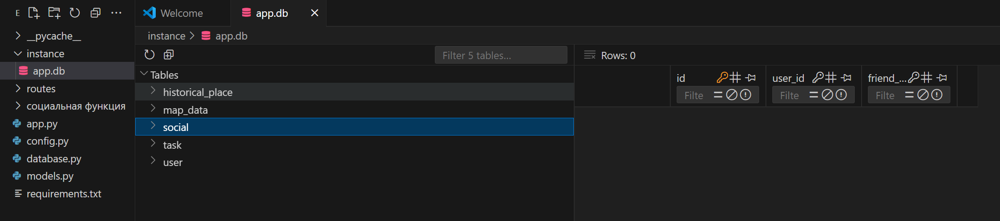 E
Welcome
app.db
__pycache__
instance
app.db
routes
социальная функция
app.py
config.py
database.py
models.py
requirements.txt
instance
app.db
Filter 5 tables...
Tables
historical_place
map_data
social
task
user
Rows: 0
id
user_id
friend_...
Filte
Filte
Filte